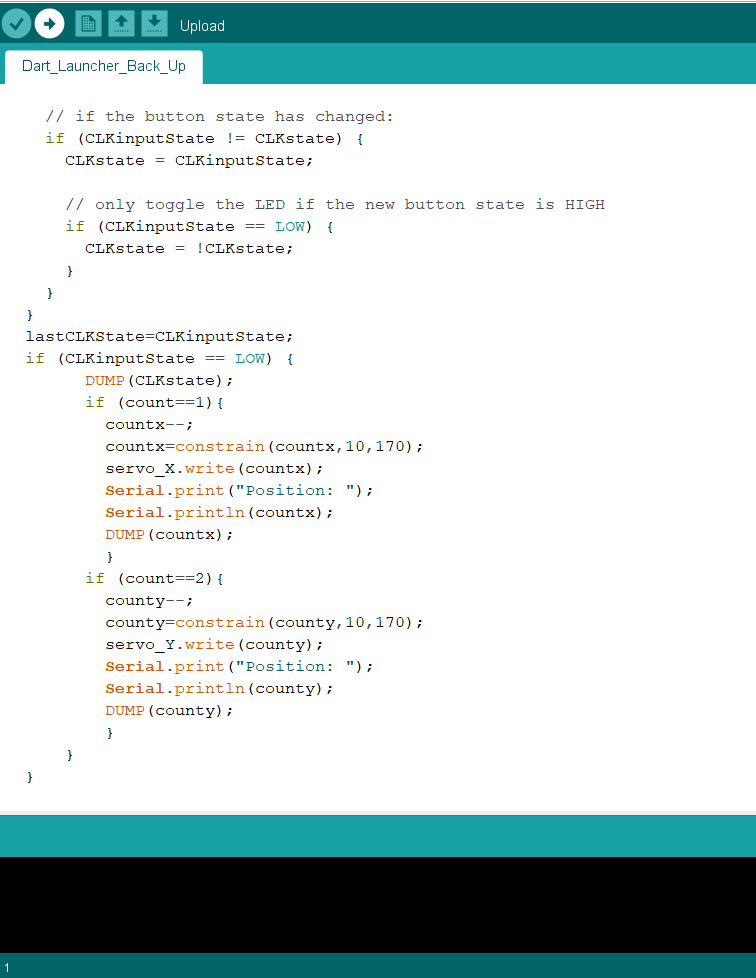 Upload
Dart_Launcher_Back_Up
// if the button state has changed:
if (CLKinputState != CLKstate) {
CLKstate = CLKinputState;
// only toggle the LED if the new button state is HIGH
if (CLKinputState == LOW) {
CLKstate = !CLKstate;
}
}
}
lastCLKState=CLKinputState;
if (CLKinputState == LOW) {
DUMP(CLKstate);
if (count==1){
countx--;
countx=constrain(countx,10,170);
servo_X.write(countx);
Serial.print("Position: ");
Serial.println(countx);
DUMP(countx);
}
if (count==2){
county--;
county=constrain(county,10,170);
servo_Y.write(county);
Serial.print("Position: ");
Serial.println(county);
DUMP(county);
}
}
}
1